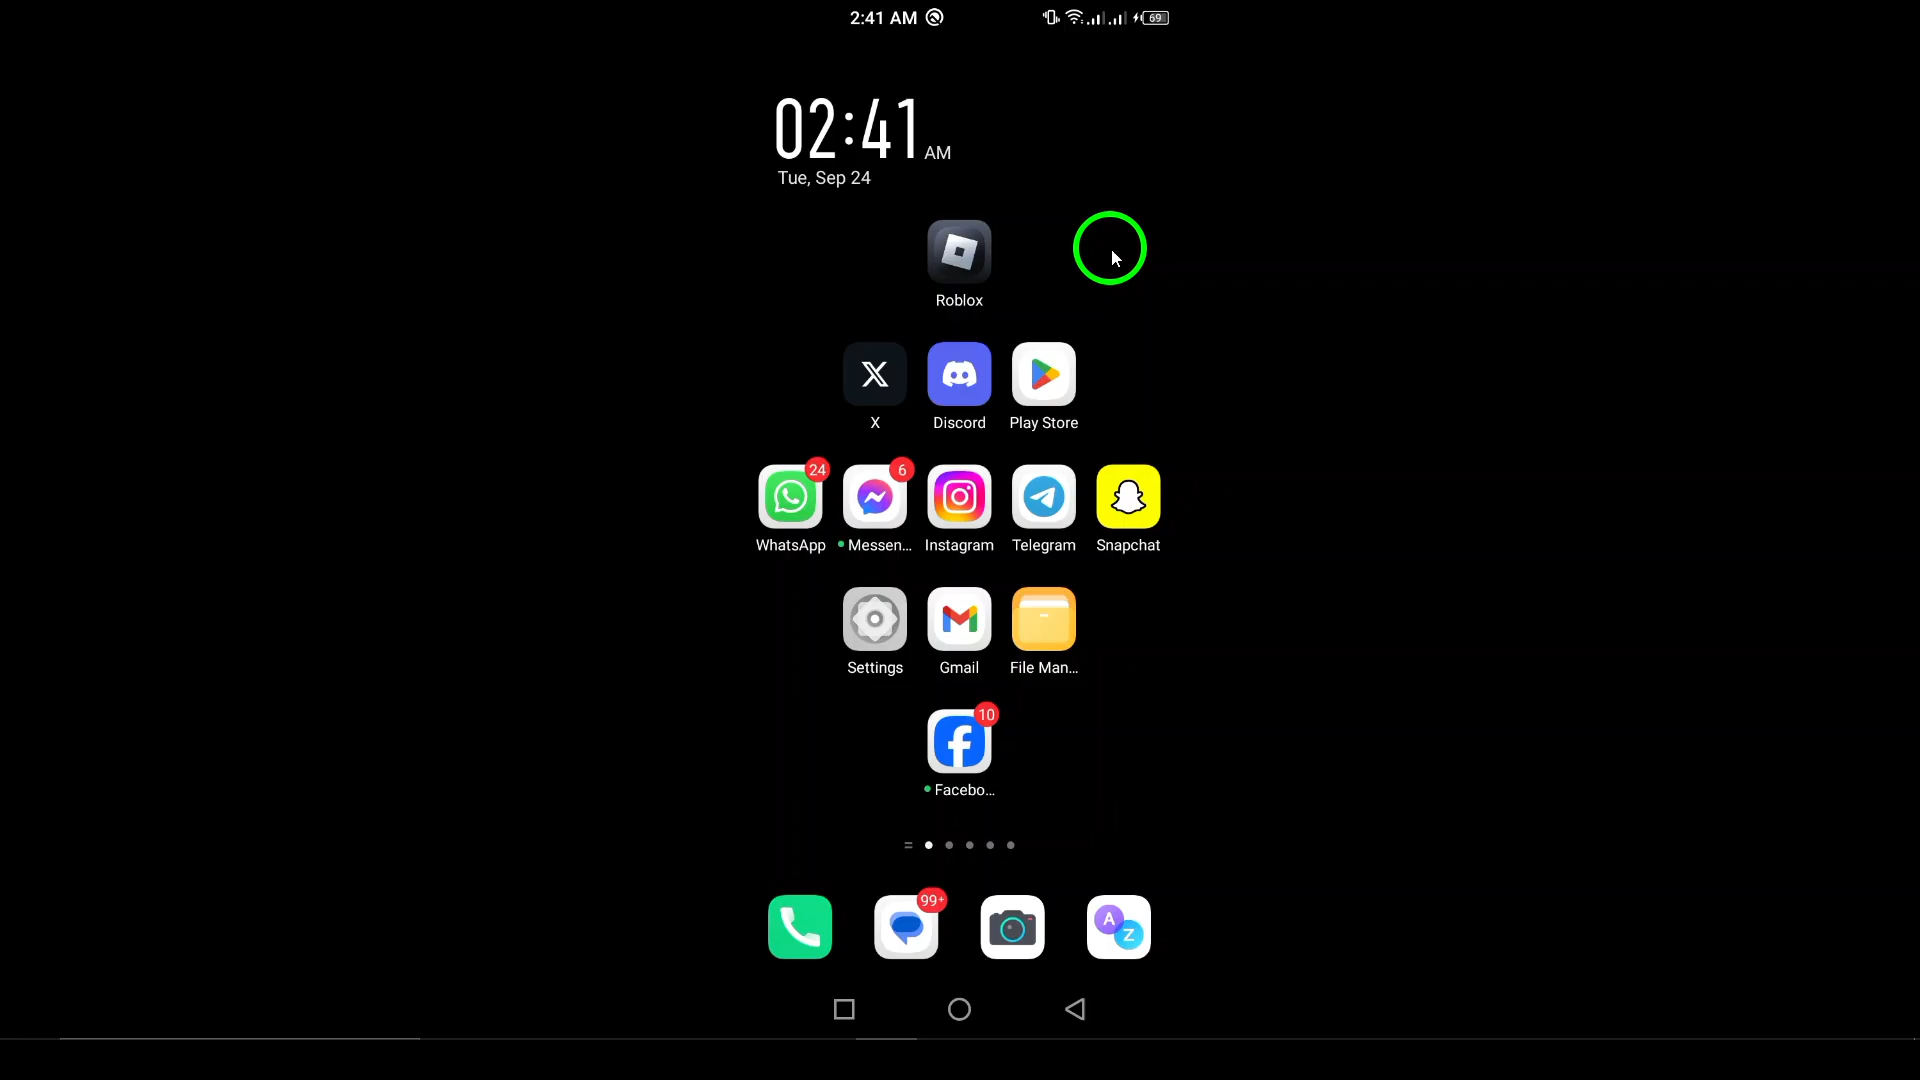 2:41 AM
69
02:41 AM
Tue, Sep 24
Roblox
X
Discord
Play Store
24
6
WhatsApp
Messen...
Instagram
Telegram
Snapchat
Settings
Gmail
File Man...
10
Facebo...
99+
A
Z